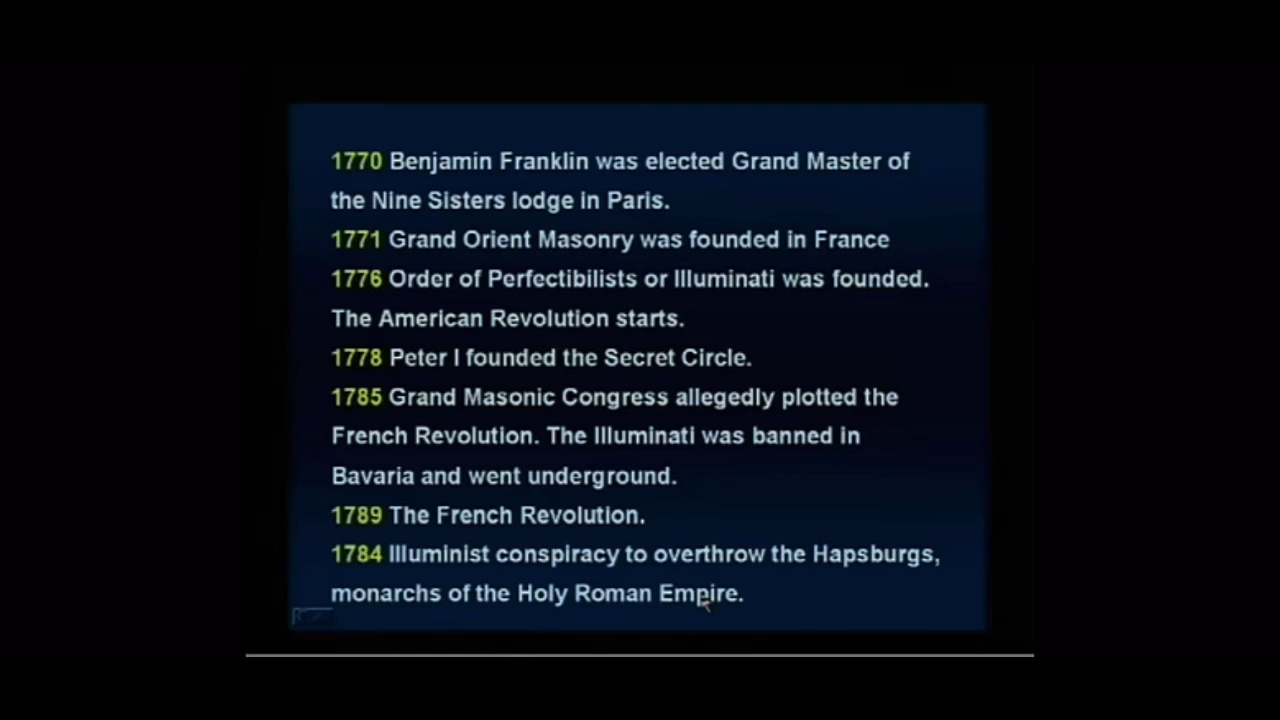 1770 Benjamin Franklin was elected Grand Master of
the Nine Sisters lodge in Paris.
1771 Grand Orient Masonry was founded in France
1776 Order of Perfectibilists or Illuminati was founded.
The American Revolution starts.
1778 Peter I founded the Secret Circle.
1785 Grand Masonic Congress allegedly plotted the
French Revolution. The Illuminati was banned in
Bavaria and went underground.
1789 The French Revolution.
1784 Illuminist conspiracy to overthrow the Hapsburgs,
monarchs of the Holy Roman Empire.